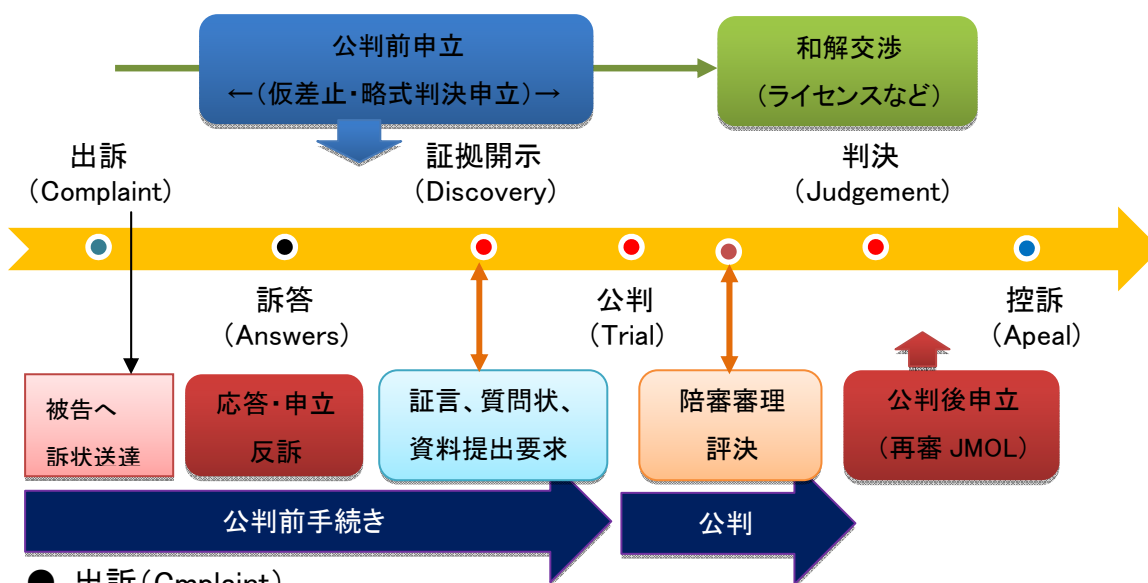 公判前申立
←(仮差止・略式判決申立)→
和解交渉
(ライセンスなど)
出訴
(Complaint)
証拠開示
(Discovery)
判決
(Judgement)
訴答
(Answers)
公判
(Trial)
控訴
(Apeal)
被告へ
訴状送達
応答・申立
反訴
証言、質問状、
資料提出要求
陪審審理
評決
公判後申立
(再審 JMOL)
公判前手続き
公判
● 出訴(Cmplaint)